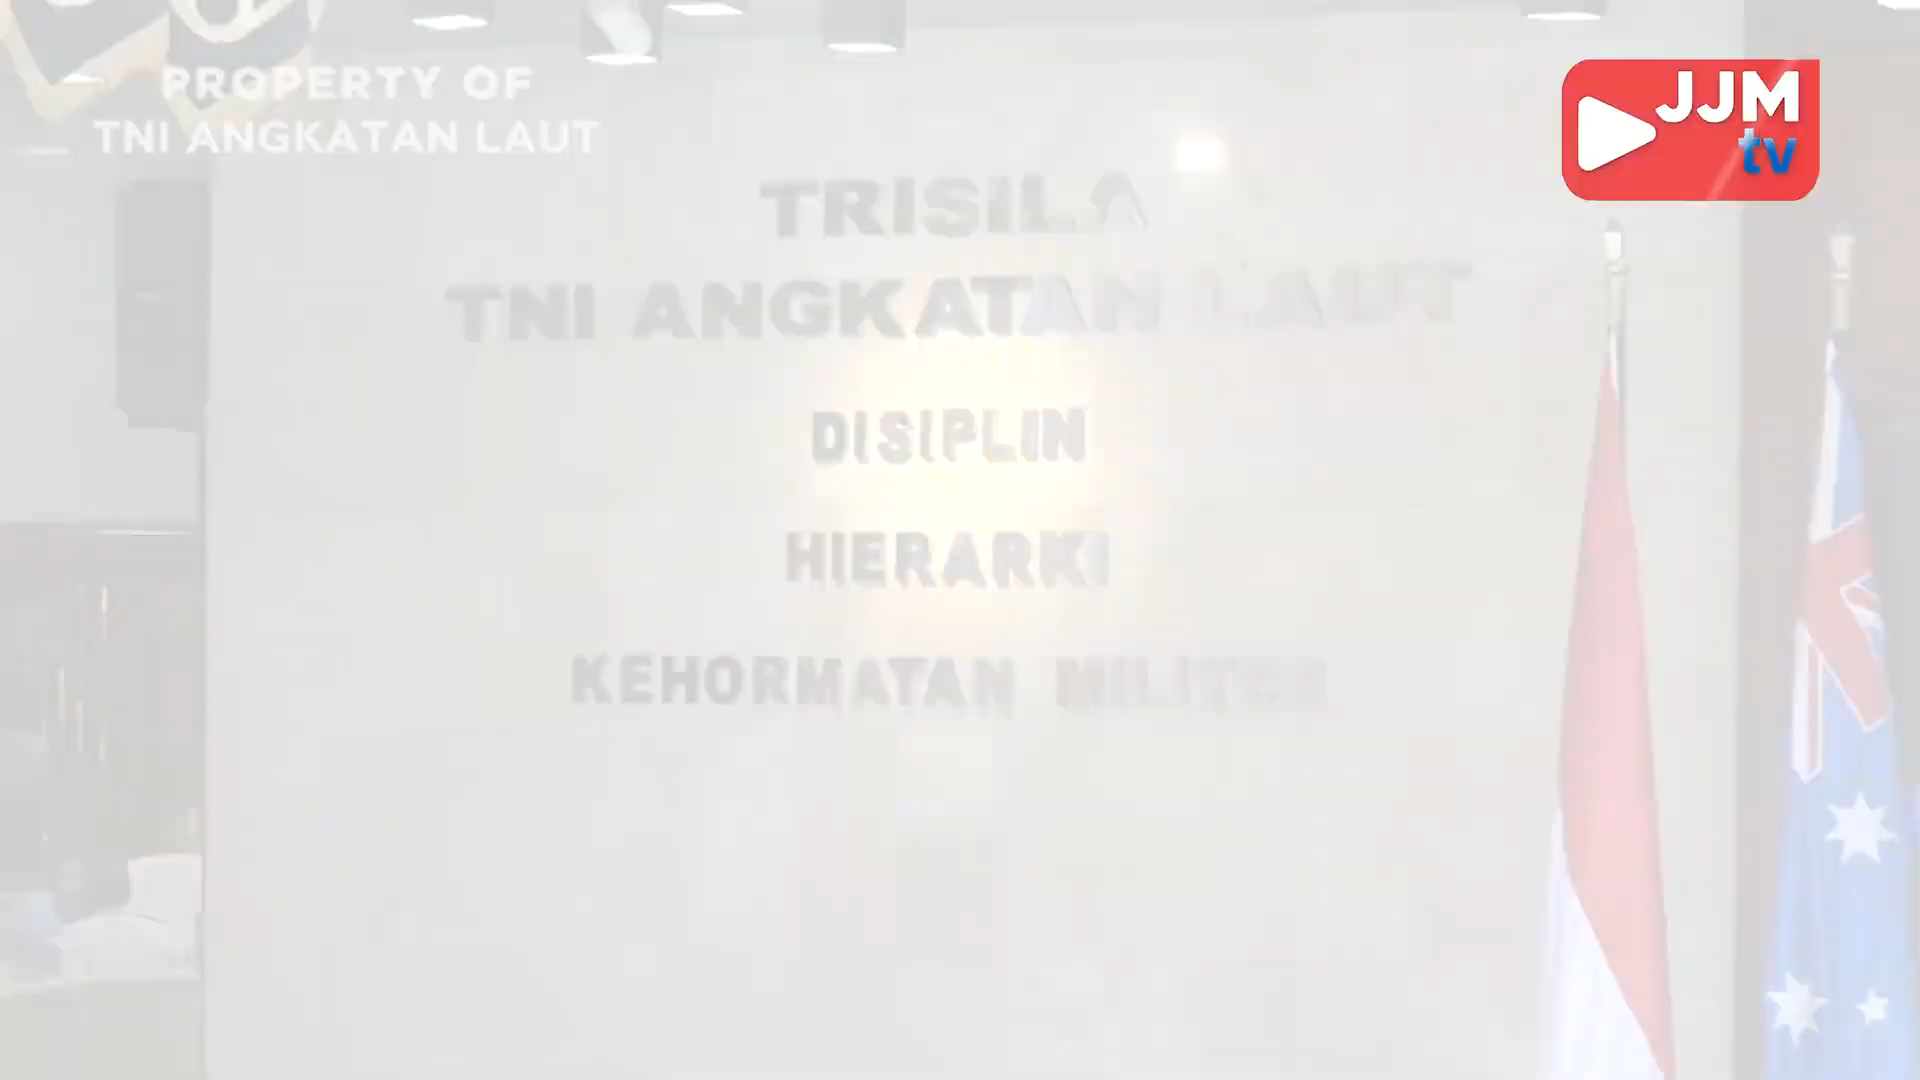 PROPERTY OF
TNI ANGKATAN LAUT
JJM
tv
TRISILA
TNI ANGKATAN LAUT
DISIPLIN
HIERARKI
KEHORMATAN MILITER